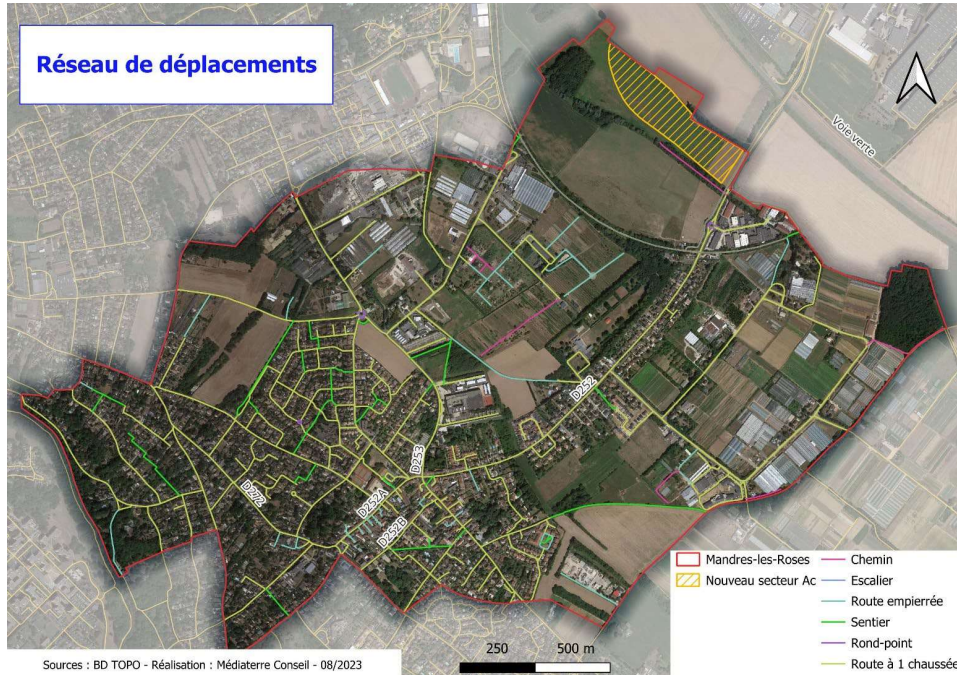 Réseau de déplacements
Voie verte
D252
D253
D272
D252A
D252B
Mandres-les-Roses
Nouveau secteur Ac
Chemin
Escalier
Route empierrée
Sentier
Rond-point
Route à 1 chaussée
250 500 m
Sources : BD TOPO - Réalisation : Médiaterre Conseil - 08/2023